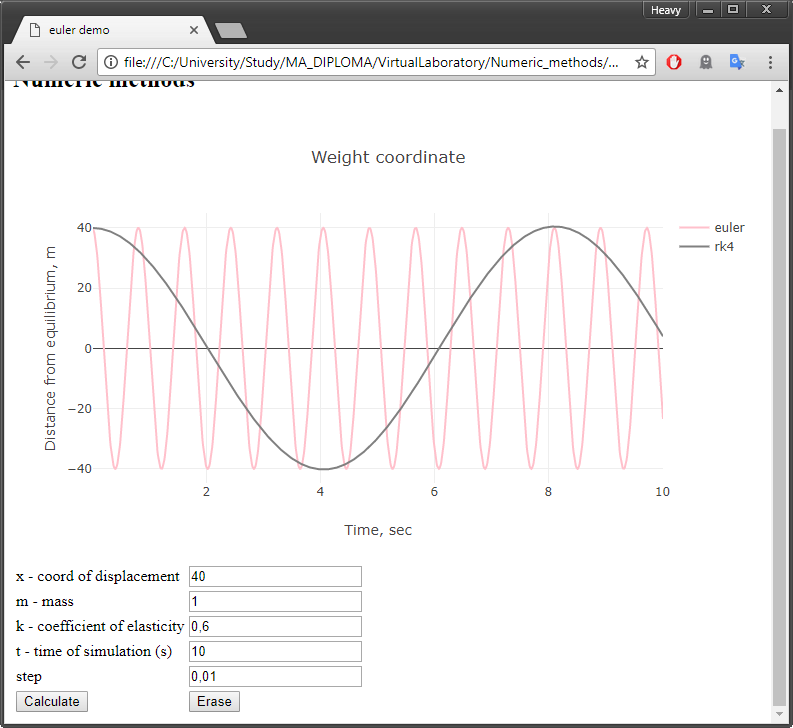 Heavy
euler demo
file:///C:/University/Study/MA_DIPLOMA/VirtualLaboratory/Numeric_methods/...
Numeric methods
Weight coordinate
euler
rk4
Distance from equilibrium, m
40
20
0
−20
−40
2 4 6 8 10
Time, sec
x - coord of displacement 40
m - mass 1
k - coefficient of elasticity 0,6
t - time of simulation (s) 10
step 0,01
Calculate Erase